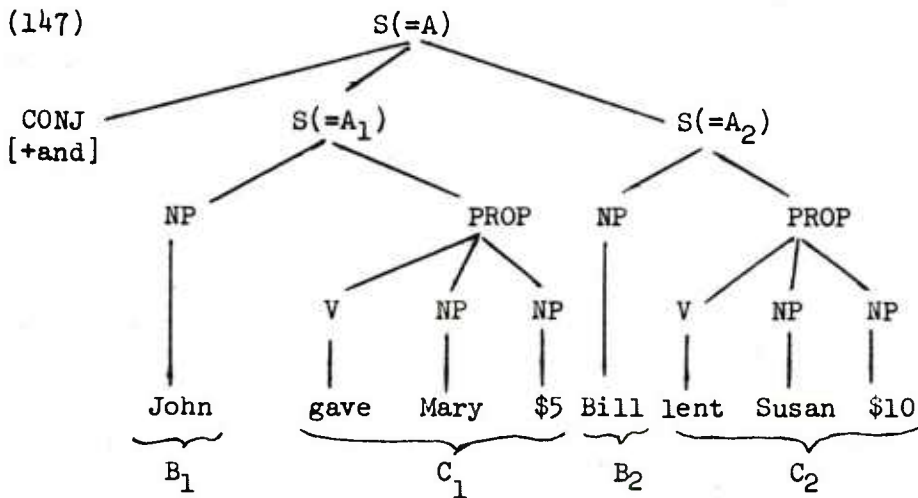 (147) S(=A)
CONJ S(=A1) S(=A2)
[+and]
NP PROP NP PROP
V NP NP V NP NP
John gave Mary $5 Bill lent Susan $10
B1 C1 B2 C2